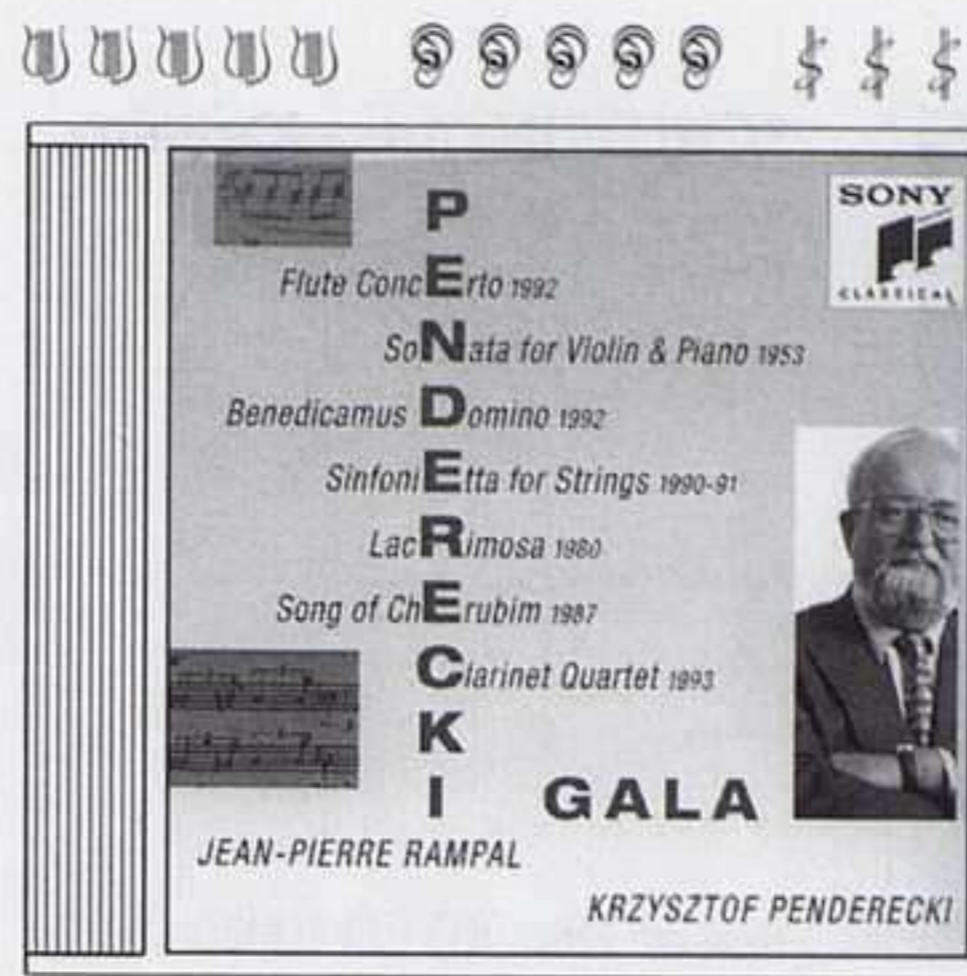 SONY
CLASSICAL
P
Flute ConcErto 1992
SoNata for Violin & Piano 1953
Benedicamus Domino 1992
SinfoniEtta for Strings 1990-91
LacRimosa 1980
Song of ChErubim 1987
Clarinet Quartet 1993
K
I GALA
JEAN-PIERRE RAMPAL
KRZYSZTOF PENDERECKI